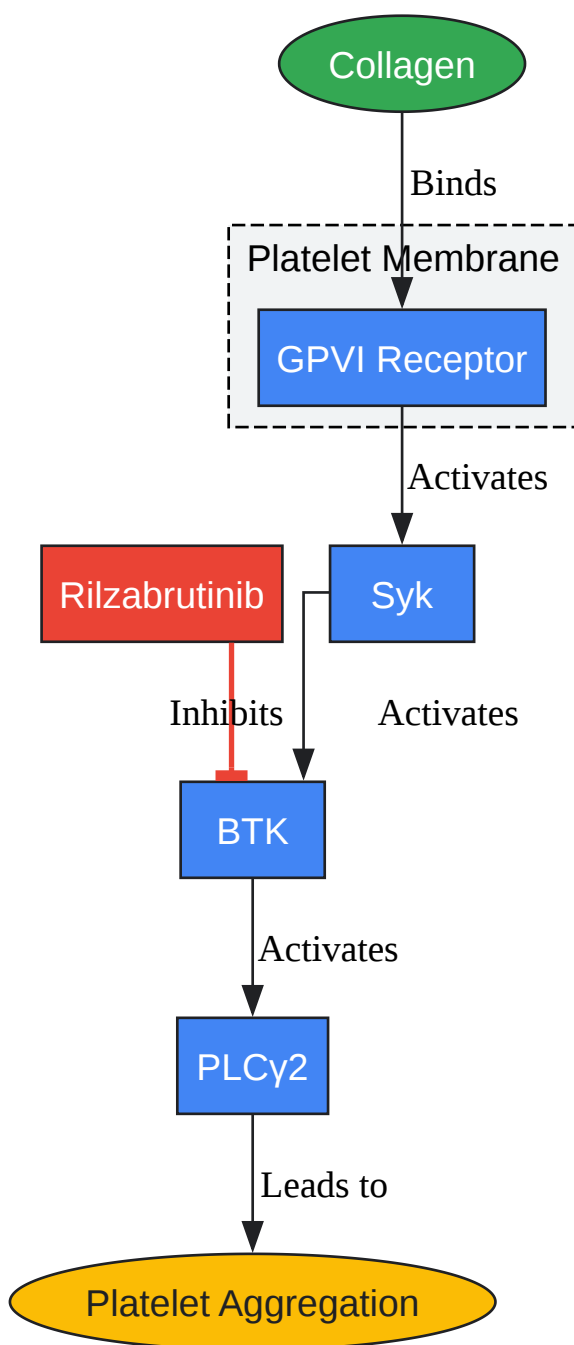 Collagen
Binds
Platelet Membrane
GPVI Receptor
Activates
Rilzabrutinib
Syk
Inhibits
Activates
BTK
Activates
PLCγ2
Leads to
Platelet Aggregation